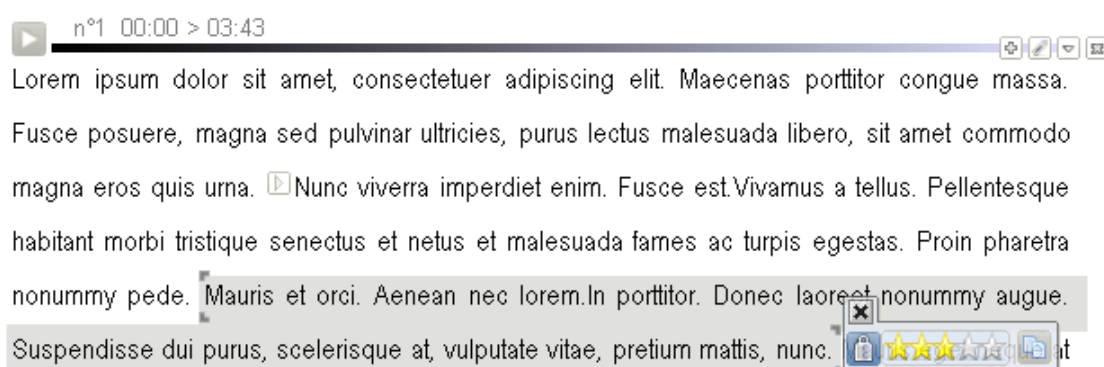 n°1 00:00 > 03:43
Lorem ipsum dolor sit amet, consectetuer adipiscing elit. Maecenas porttitor congue massa.
Fusce posuere, magna sed pulvinar ultricies, purus lectus malesuada libero, sit amet commodo
magna eros quis urna. Nunc viverra imperdiet enim. Fusce est.Vivamus a tellus. Pellentesque
habitant morbi tristique senectus et netus et malesuada fames ac turpis egestas. Proin pharetra
nonummy pede. Mauris et orci. Aenean nec lorem.In porttitor. Donec laoreet nonummy augue.
Suspendisse dui purus, scelerisque at, vulputate vitae, pretium mattis, nunc. at